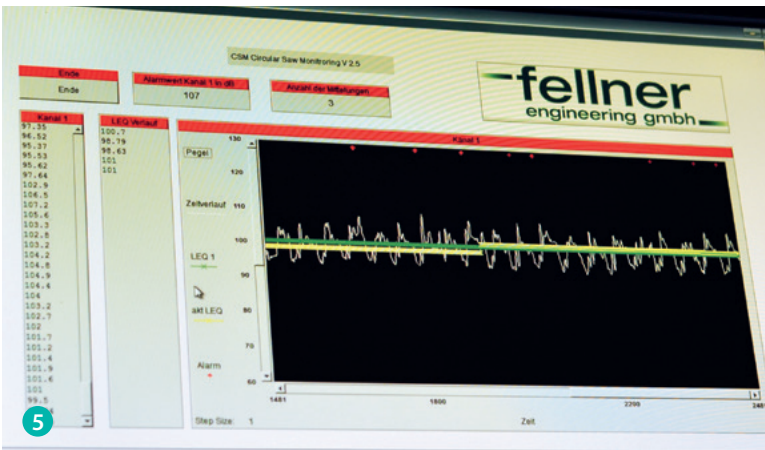 CSM Circular Saw Monitroring V 2.5
fellner
engineering gmbh
Ende
Ende
Alarmwert Kanal 1 in dB
107
Anzahl der Mittelungen
3
Kanal 1
97.35
96.52
95.37
95.53
95.62
97.64
102.9
106.5
107.2
105.6
103.3
102.8
103.2
104.2
104.8
104.9
104.4
104
103.2
102.7
102
101.7
101.2
101.4
101.9
101.6
101
99.5
LEQ Verlauf
100.7
98.79
98.63
101
101
Kanal 1
Pegel
Zeitverlauf
LEQ 1
akt LEQ
Alarm
130
120
110
100
90
80
70
60
1481
1800
2200
2481
Step Size: 1
Zeit
5